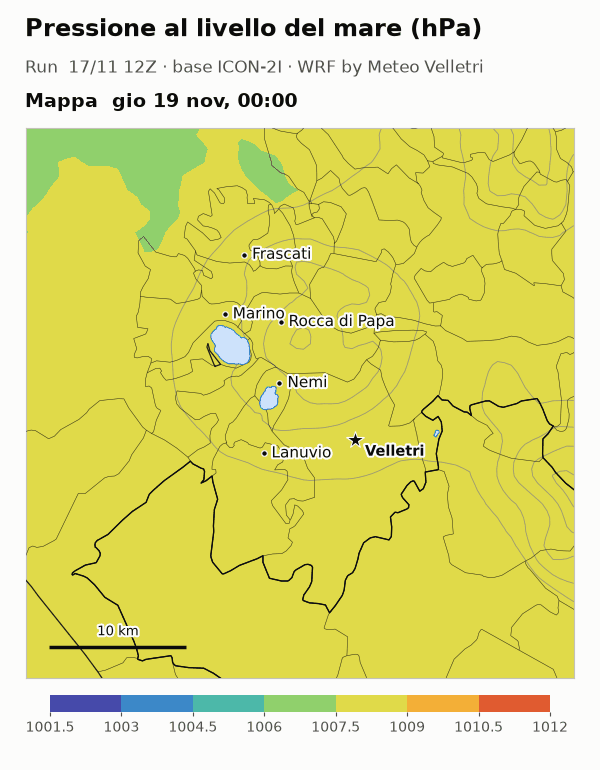 Pressione al livello del mare (hPa)
Run  17/11 12Z · base ICON-2I · WRF by Meteo Velletri
Mappa  gio 19 nov, 00:00
Frascati
Marino
Rocca di Papa
Nemi
Velletri
Lanuvio
10 km
1001.5 1003 1004.5 1006 1007.5 1009 1010.5 1012